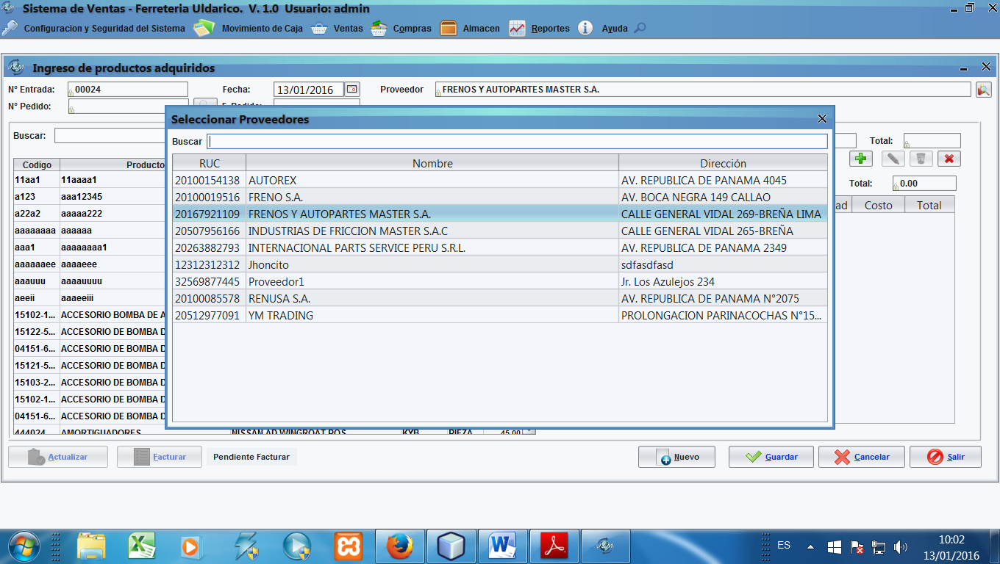 Sistema de Ventas - Ferreteria Uldarico. V. 1.0 Usuario: admin
Configuracion y Seguridad del Sistema Movimiento de Caja Ventas Compras Almacen Reportes Ayuda
Ingreso de productos adquiridos
N° Entrada: 00024 Fecha: 13/01/2016 Proveedor FRENOS Y AUTOPARTES MASTER S.A.
N° Pedido:
Seleccionar Proveedores
Buscar: Total:
Buscar
Total: 0.00
Codigo Producto
ad Costo Total
RUC Nombre Dirección
20100154138 AUTOREX AV. REPUBLICA DE PANAMA 4045
20100019516 FRENO S.A. AV. BOCA NEGRA 149 CALLAO
20167921109 FRENOS Y AUTOPARTES MASTER S.A. CALLE GENERAL VIDAL 269-BREÑA LIMA
20507956166 INDUSTRIAS DE FRICCION MASTER S.A.C CALLE GENERAL VIDAL 265-BREÑA
20263882793 INTERNACIONAL PARTS SERVICE PERU S.R.L. AV. REPUBLICA DE PANAMA 2349
12312312312 Jhoncito sdfasdfasd
32569877445 Proveedor1 Jr. Los Azulejos 234
20100085578 RENUSA S.A. AV. REPUBLICA DE PANAMA N°2075
20512977091 YM TRADING PROLONGACION PARINACOCHAS N°15...
11aa1 11aaaa1
a123 aaa12345
a22a2 aaaaa222
aaaaaaaa aaaaaa
aaa1 aaaaaaaa1
aaaaaaee aaaaeee
aaauuu aaaauuuu
aeeii aaaeeiii
15102-1... ACCESORIO BOMBA DE A
15122-5... ACCESORIO DE BOMBA D
04151-6... ACCESORIO DE BOMBA D
15121-5... ACCESORIO DE BOMBA D
15103-2... ACCESORIO DE BOMBA D
15102-1... ACCESORIO DE BOMBA D
04151-6... ACCESORIO DE BOMBA D
444024 AMORTIGUADORES NISSAN AD WINGROAT POS KYB PIEZA 45.00
Actualizar Facturar Pendiente Facturar Nuevo Guardar Cancelar Salir
ES 10:02
13/01/2016